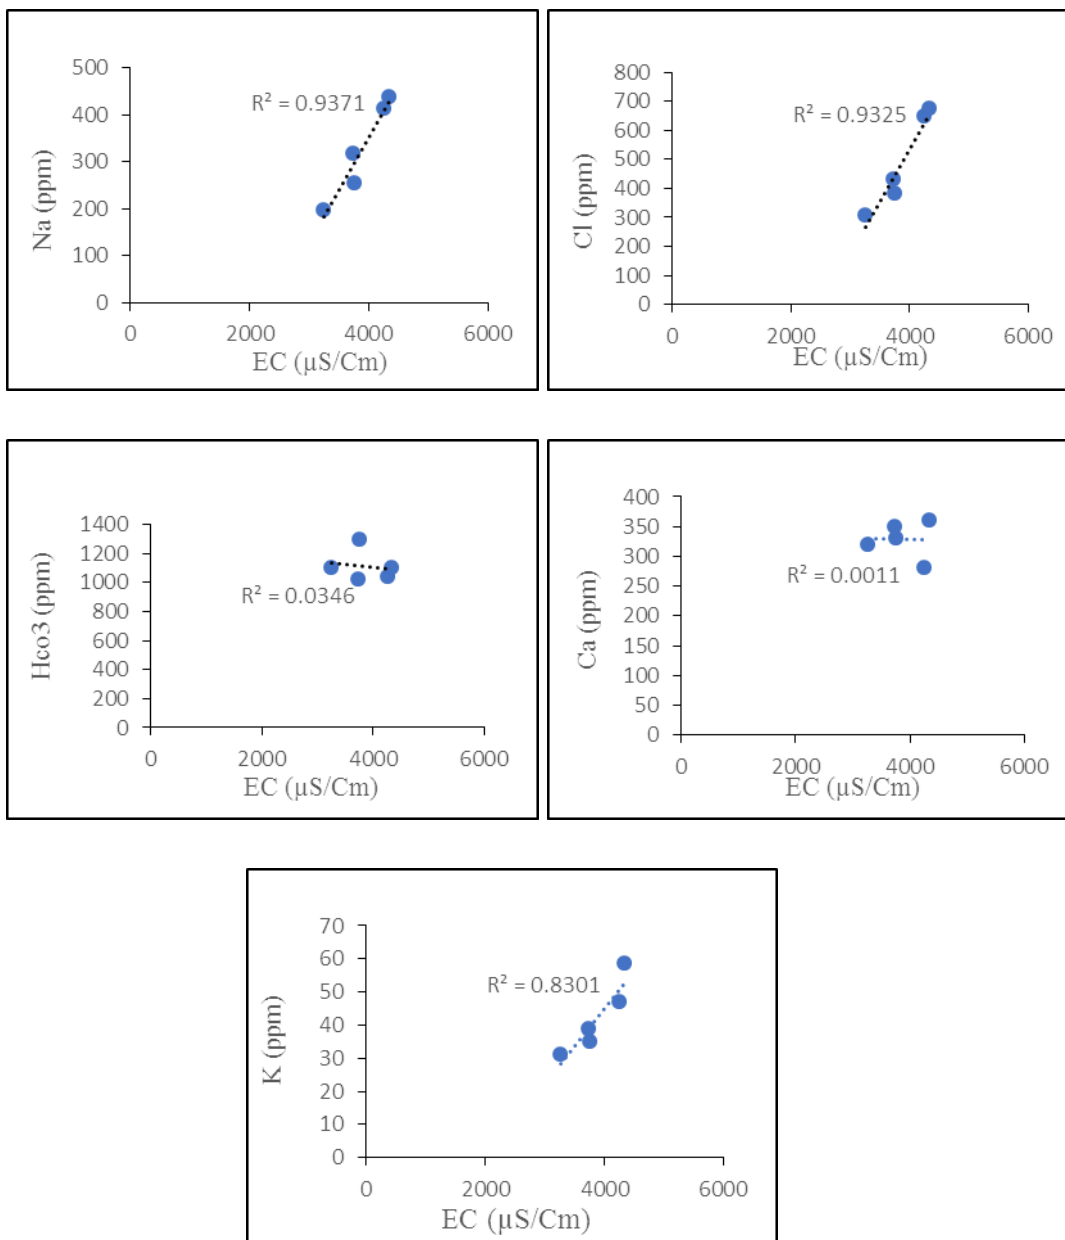 500
400
300
200
100
0
Na (ppm)
R² = 0.9371
0 2000 4000 6000
EC (µS/Cm)
800
700
600
500
400
300
200
100
0
Cl (ppm)
R² = 0.9325
0 2000 4000 6000
EC (µS/Cm)
1400
1200
1000
800
600
400
200
0
Hco3 (ppm)
R² = 0.0346
0 2000 4000 6000
EC (µS/Cm)
400
350
300
250
200
150
100
50
0
Ca (ppm)
R² = 0.0011
0 2000 4000 6000
EC (µS/Cm)
70
60
50
40
30
20
10
0
K (ppm)
R² = 0.8301
0 2000 4000 6000
EC (µS/Cm)